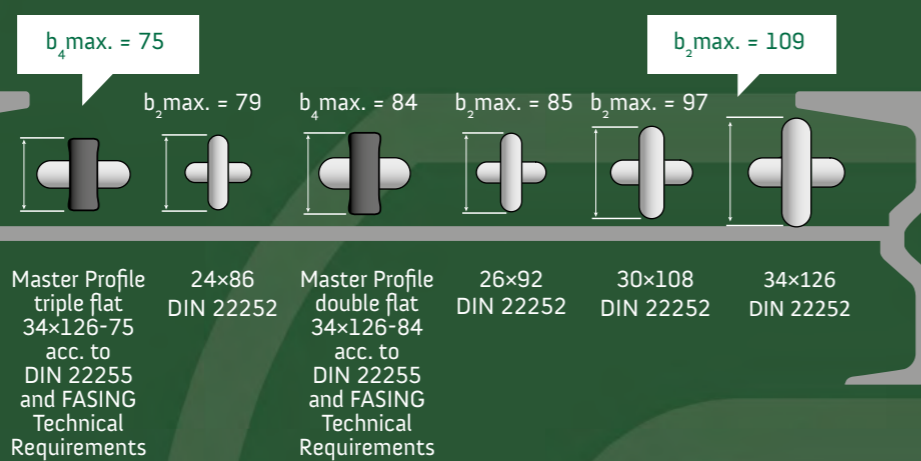 b₄max. = 75
b₂max. = 79
b₄max. = 84
b₂max. = 85
b₂max. = 97
b₂max. = 109
Master Profile
triple flat
34×126-75
acc. to
DIN 22255
and FASING
Technical
Requirements
24×86
DIN 22252
Master Profile
double flat
34×126-84
acc. to
DIN 22255
and FASING
Technical
Requirements
26×92
DIN 22252
30×108
DIN 22252
34×126
DIN 22252